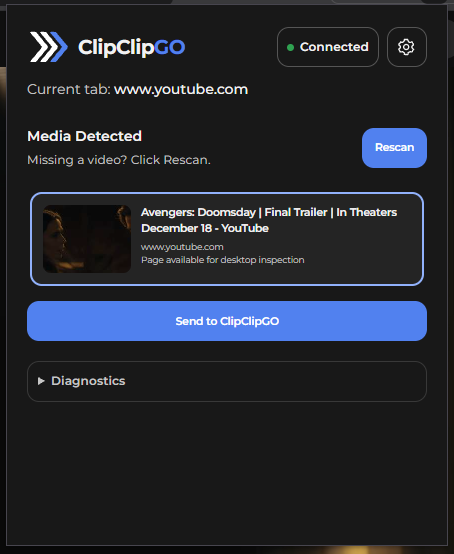 ClipClipGO
Connected
Current tab: www.youtube.com
Media Detected
Missing a video? Click Rescan.
Rescan
Avengers: Doomsday | Final Trailer | In Theaters
December 18 - YouTube
www.youtube.com
Page available for desktop inspection
Send to ClipClipGO
Diagnostics